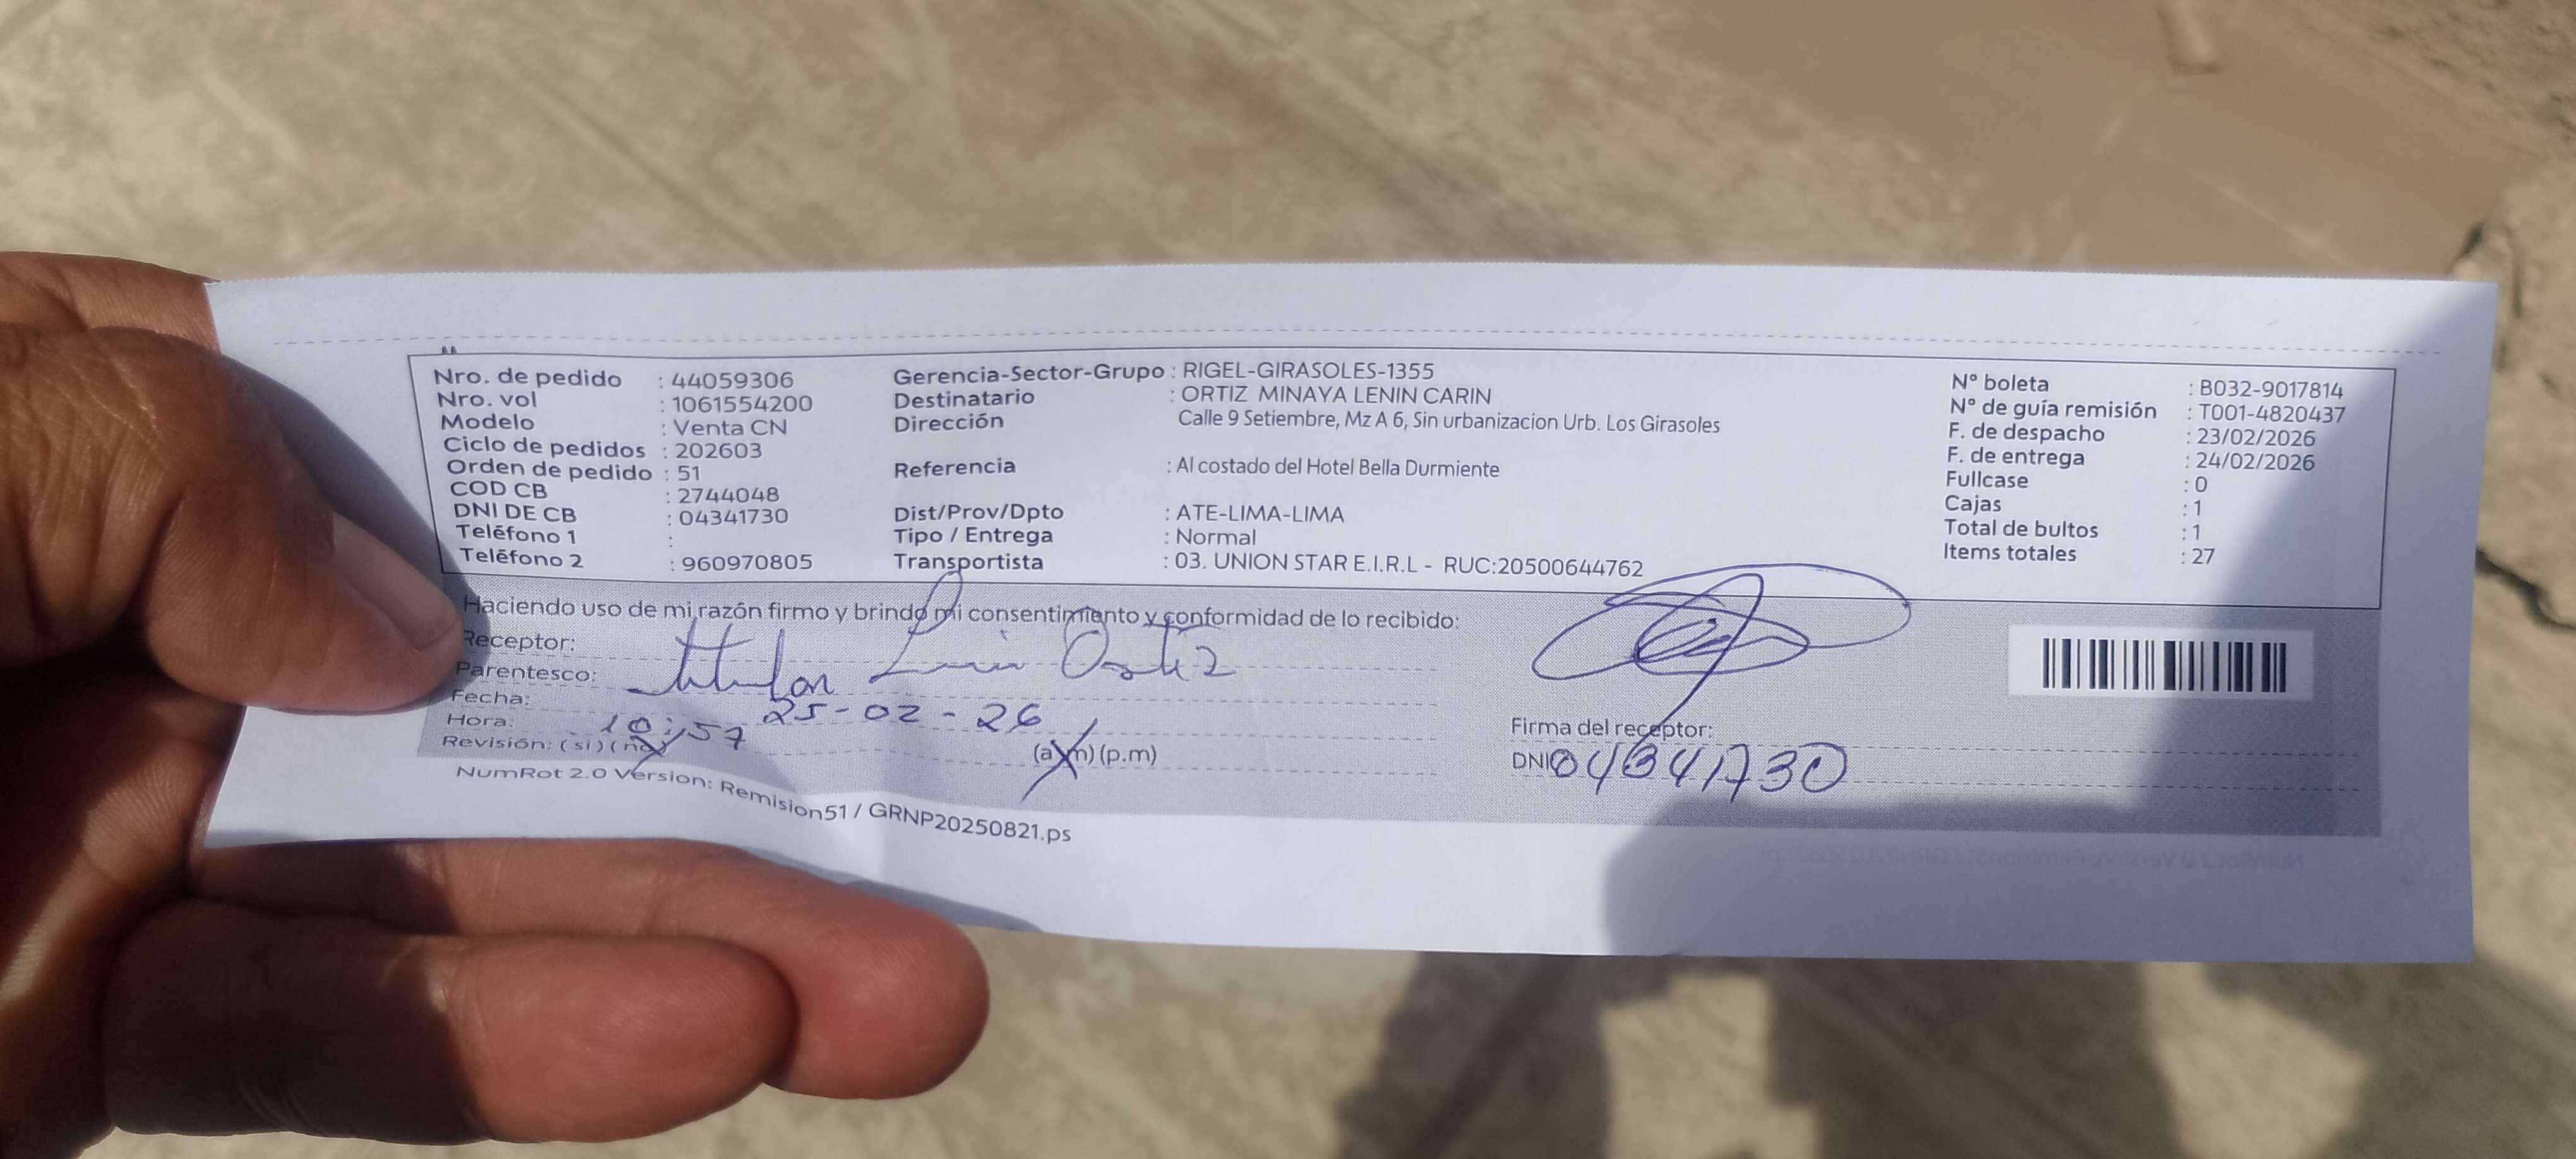 Nro. de pedido : 44059306
Nro. vol : 1061554200
Modelo : Venta CN
Ciclo de pedidos : 202603
Orden de pedido : 51
COD CB : 2744048
DNI DE CB : 04341730
Teléfono 1 :
Teléfono 2 : 960970805
Gerencia-Sector-Grupo : RIGEL-GIRASOLES-1355
Destinatario : ORTIZ MINAYA LENIN CARIN
Dirección Calle 9 Setiembre, Mz A 6, Sin urbanizacion Urb. Los Girasoles
Referencia : Al costado del Hotel Bella Durmiente
Dist/Prov/Dpto : ATE-LIMA-LIMA
Tipo / Entrega : Normal
Transportista : 03. UNION STAR E.I.R.L - RUC:20500644762
N° boleta : B032-9017814
N° de guía remisión : T001-4820437
F. de despacho : 23/02/2026
F. de entrega : 24/02/2026
Fullcase : 0
Cajas : 1
Total de bultos : 1
Items totales : 27
Haciendo uso de mi razón firmo y brindo mi consentimiento y conformidad de lo recibido:
Receptor:
Parentesco: titular Ortiz
Fecha: 25-02-26
Hora: 10:57 (a.m) (p.m)
Revisión: (si) (no)
Firma del receptor:
DNI 04341730
NumRot 2.0 Version: Remision51 / GRNP20250821.ps